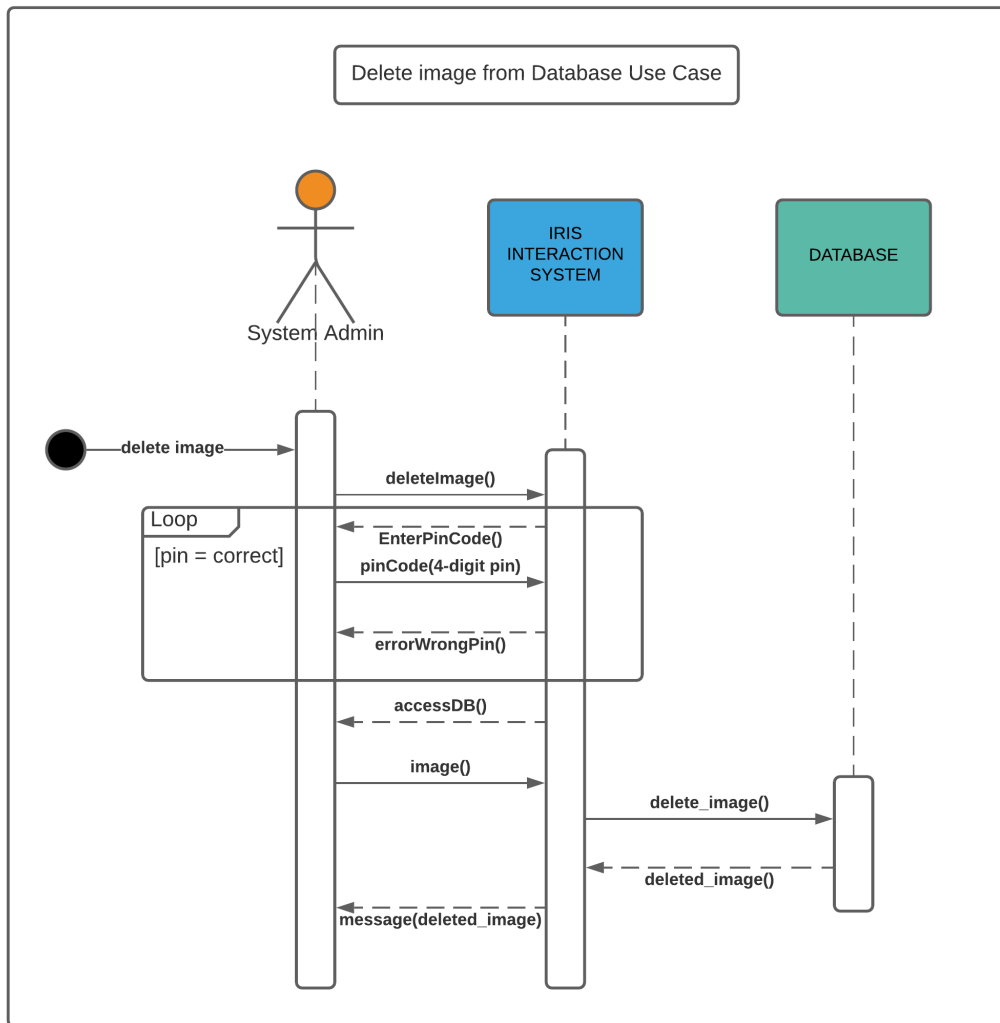 Delete image from Database Use Case
IRIS
INTERACTION
SYSTEM
DATABASE
System Admin
delete image
deleteImage()
Loop
[pin = correct]
EnterPinCode()
pinCode(4-digit pin)
errorWrongPin()
accessDB()
image()
delete_image()
deleted_image()
message(deleted_image)